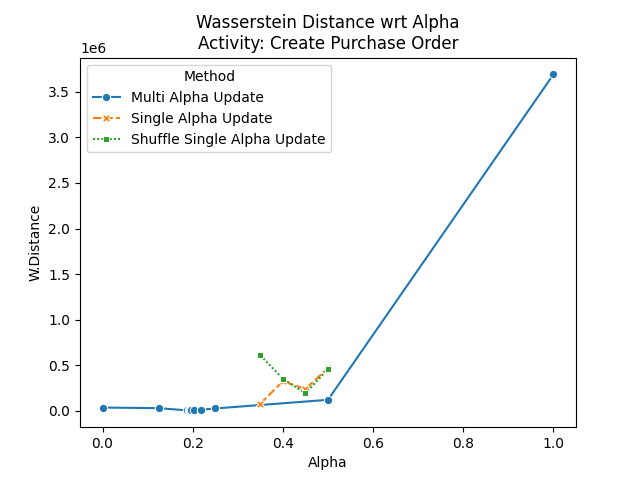 Wasserstein Distance wrt Alpha
Activity: Create Purchase Order
1e6
Method
Multi Alpha Update
Single Alpha Update
Shuffle Single Alpha Update
W.Distance
3.5
3.0
2.5
2.0
1.5
1.0
0.5
0.0
0.0 0.2 0.4 0.6 0.8 1.0
Alpha